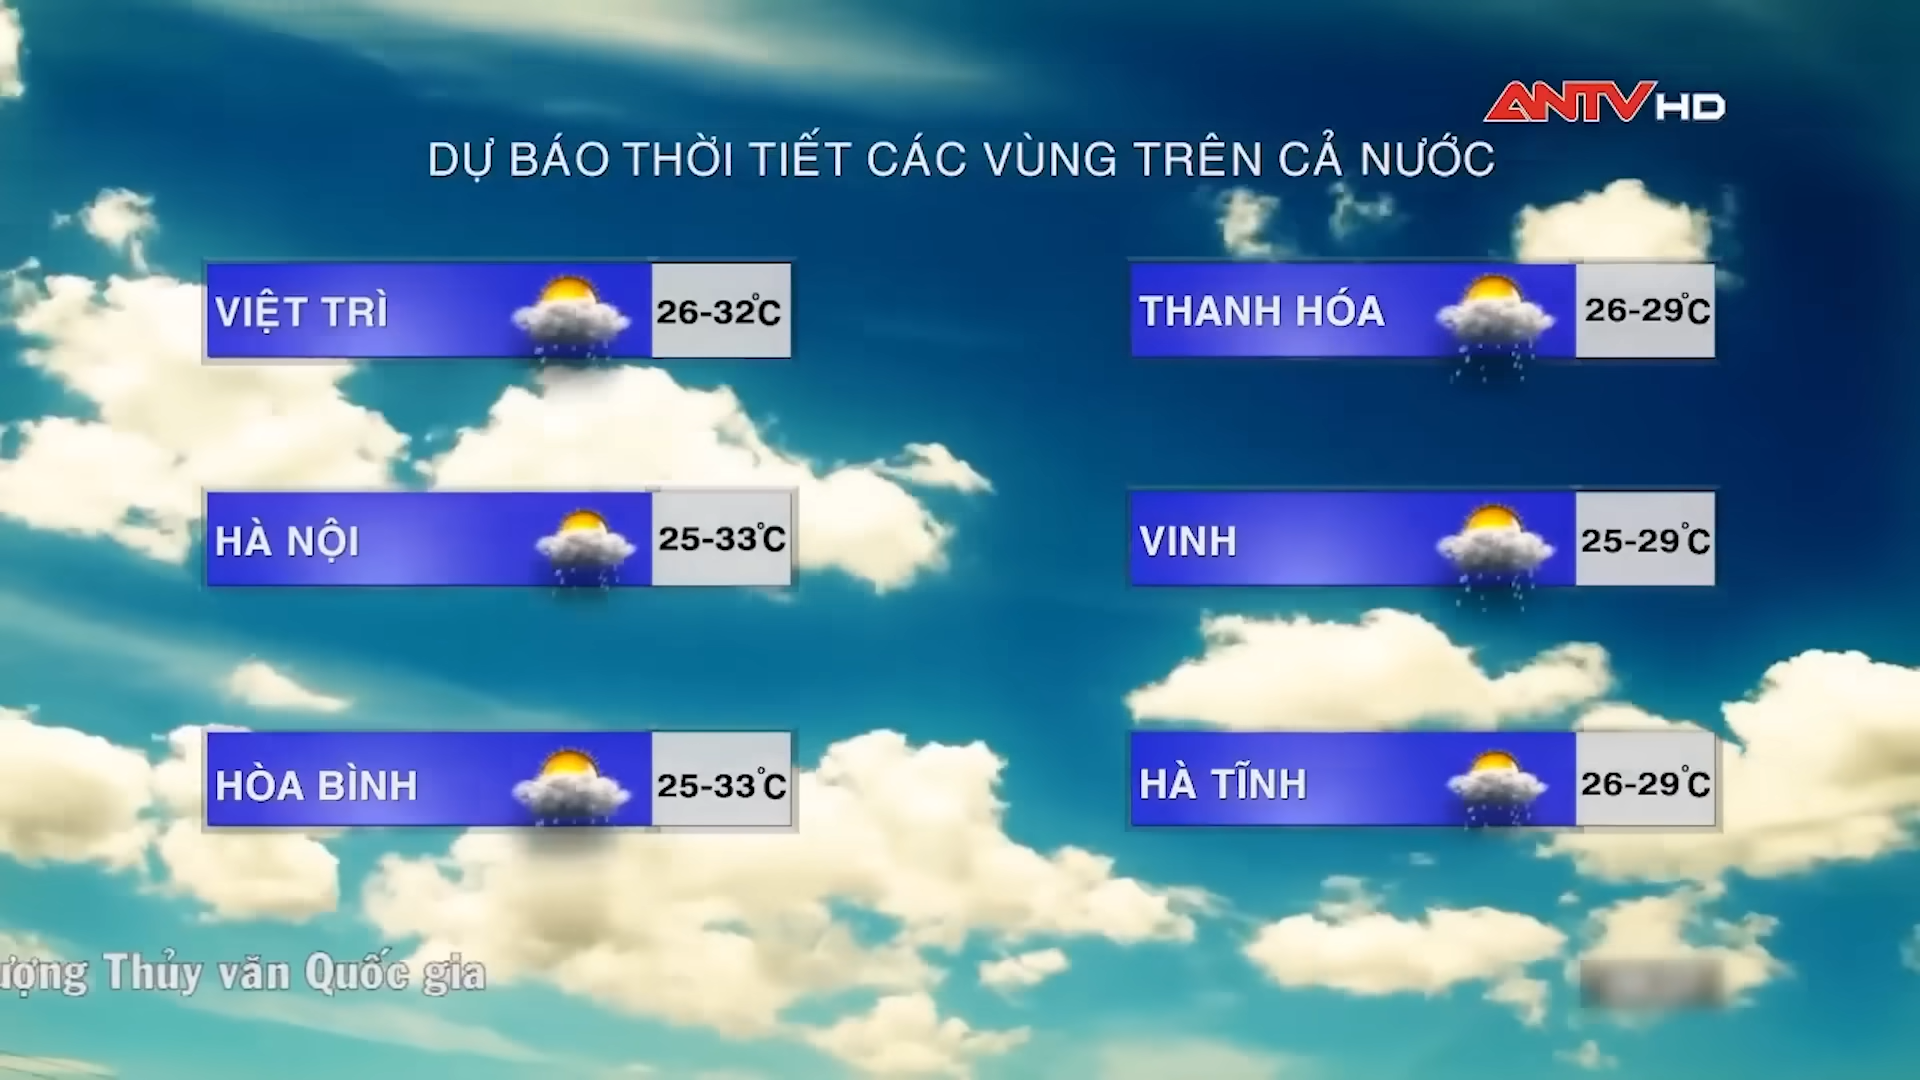 ANTV HD
DỰ BÁO THỜI TIẾT CÁC VÙNG TRÊN CẢ NƯỚC
VIỆT TRÌ 26-32°C
THANH HÓA 26-29°C
HÀ NỘI 25-33°C
VINH 25-29°C
HÒA BÌNH 25-33°C
HÀ TĨNH 26-29°C
ượng Thủy văn Quốc gia